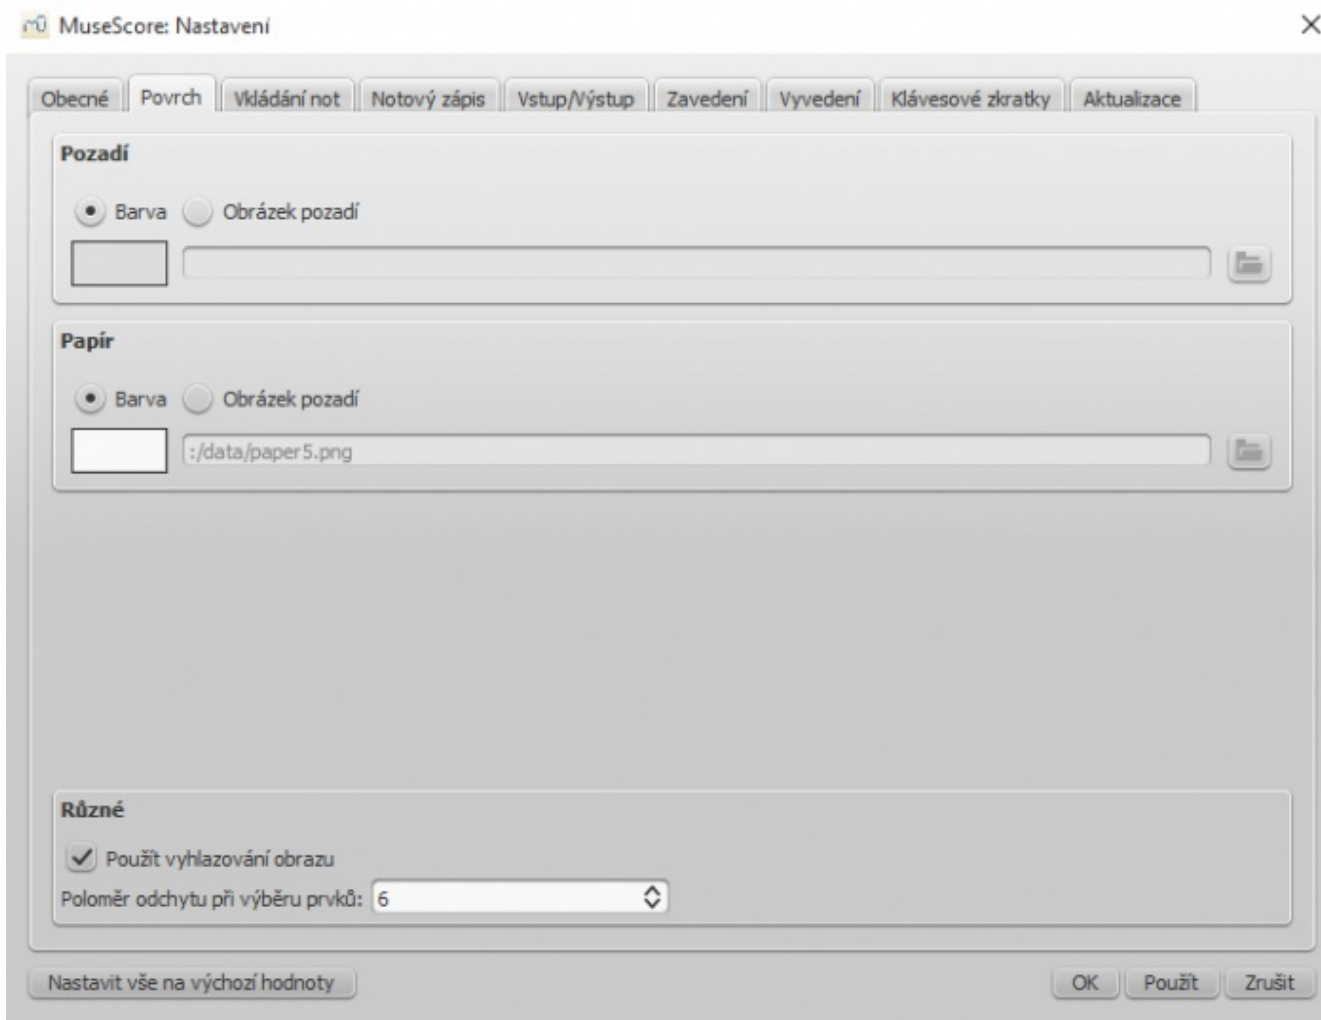 MuseScore: Nastavení
Obecné Povrch Vkládání not Notový zápis Vstup/Výstup Zavedení Vyvedení Klávesové zkratky Aktualizace
Pozadí
Barva Obrázek pozadí
Papír
Barva Obrázek pozadí
:/data/paper5.png
Různé
Použít vyhlazování obrazu
Poloměr odchytu při výběru prvků: 6
Nastavit vše na výchozí hodnoty OK Použít Zrušit